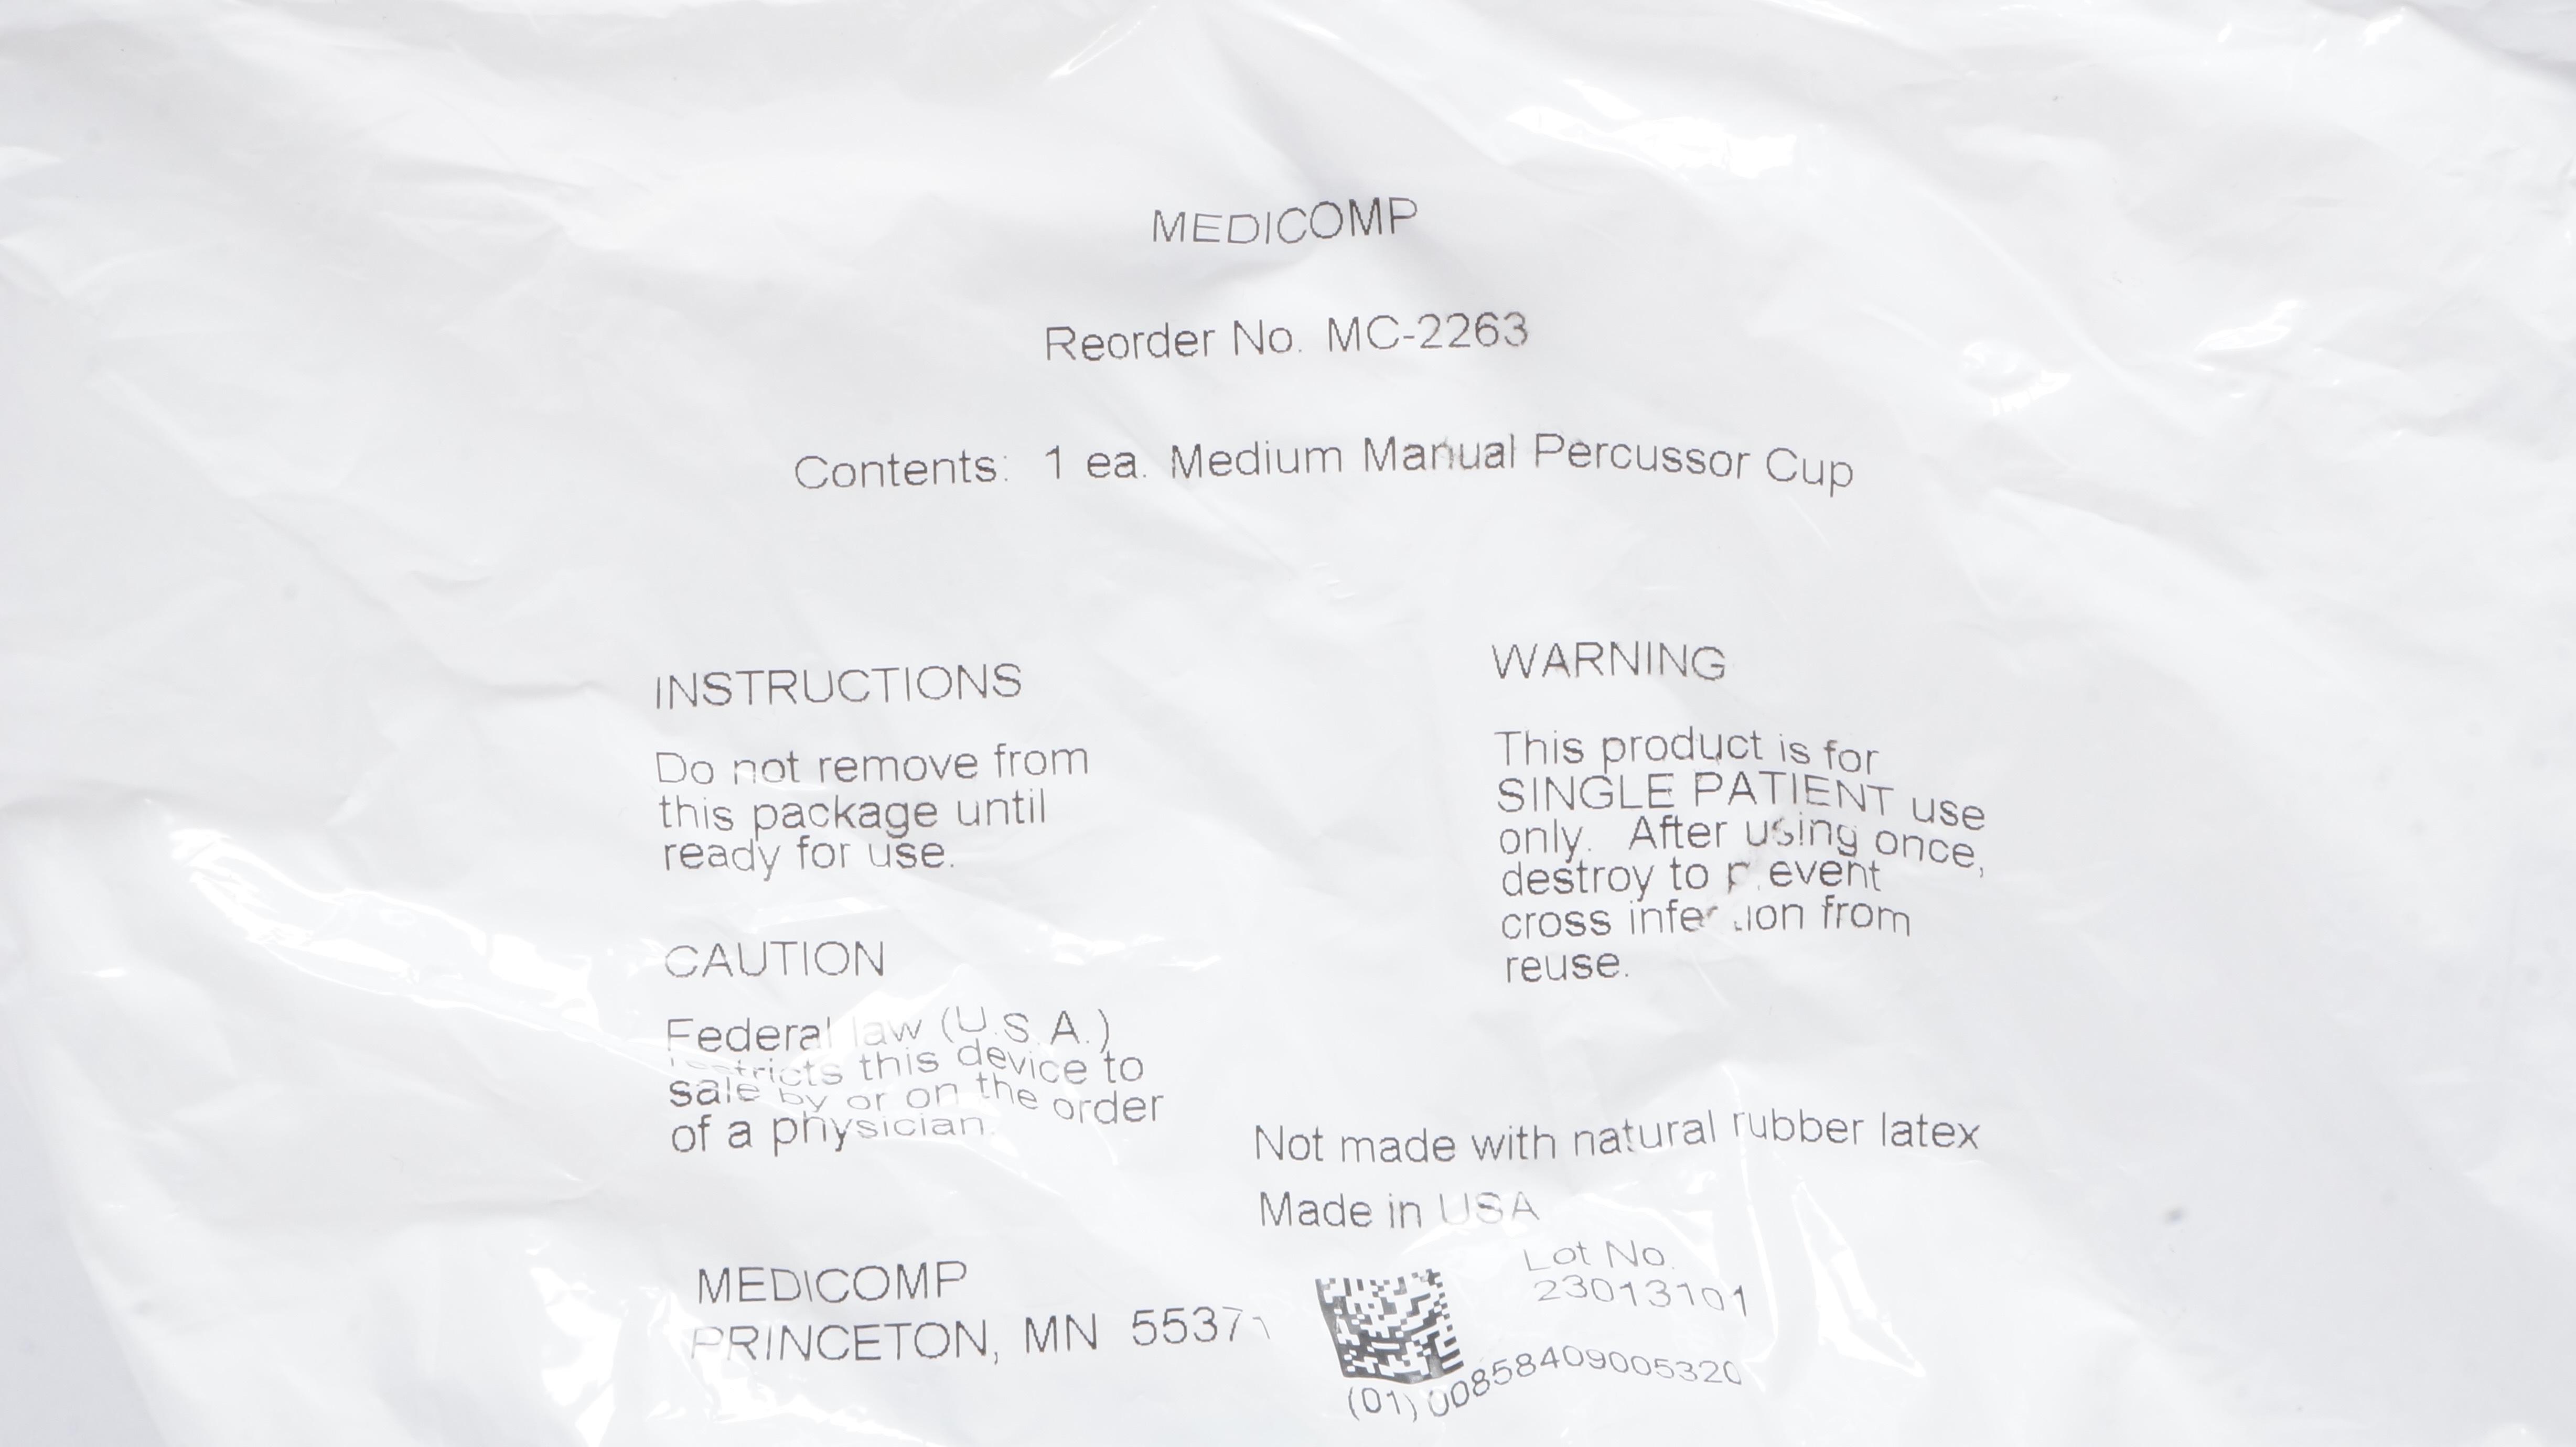 MEDICOMP
Reorder No. MC-2263
Contents: 1 ea. Medium Manual Percussor Cup
INSTRUCTIONS
Do not remove from
this package until
ready for use.
CAUTION
Federal law (U.S.A.)
restricts this device to
sale by or on the order
of a physician.
WARNING
This product is for
SINGLE PATIENT use
only. After using once,
destroy to prevent
cross infection from
reuse.
Not made with natural rubber latex
Made in USA
MEDICOMP
PRINCETON, MN 55371
Lot No.
23013101
(01)00858409005320